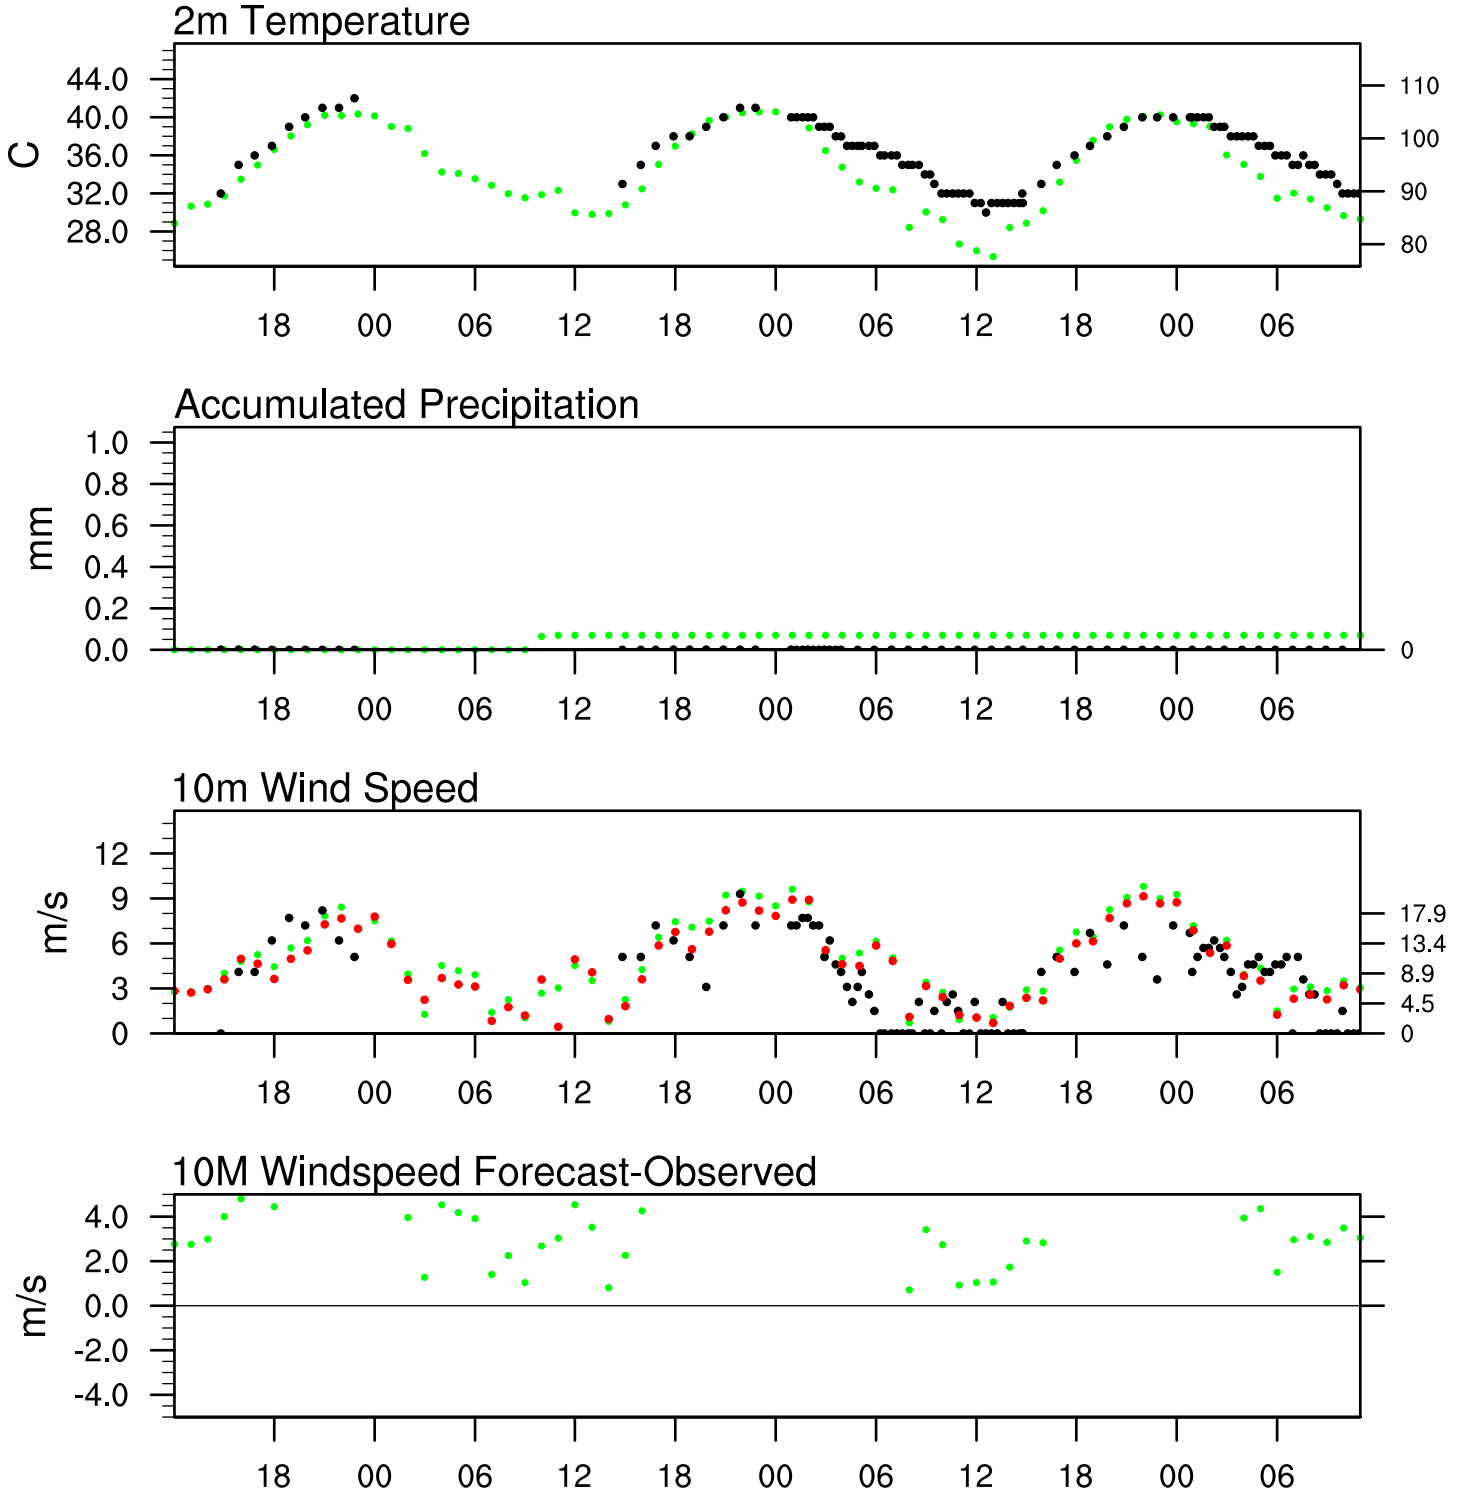 2m Temperature
44.0
40.0
36.0
32.0
28.0
C
110
100
90
80
18 00 06 12 18 00 06 12 18 00 06
Accumulated Precipitation
1.0
0.8
0.6
0.4
0.2
0.0
mm
0
18 00 06 12 18 00 06 12 18 00 06
10m Wind Speed
12
9
6
3
0
m/s
17.9
13.4
8.9
4.5
0
18 00 06 12 18 00 06 12 18 00 06
10M Windspeed Forecast-Observed
4.0
2.0
0.0
-2.0
-4.0
m/s
18 00 06 12 18 00 06 12 18 00 06